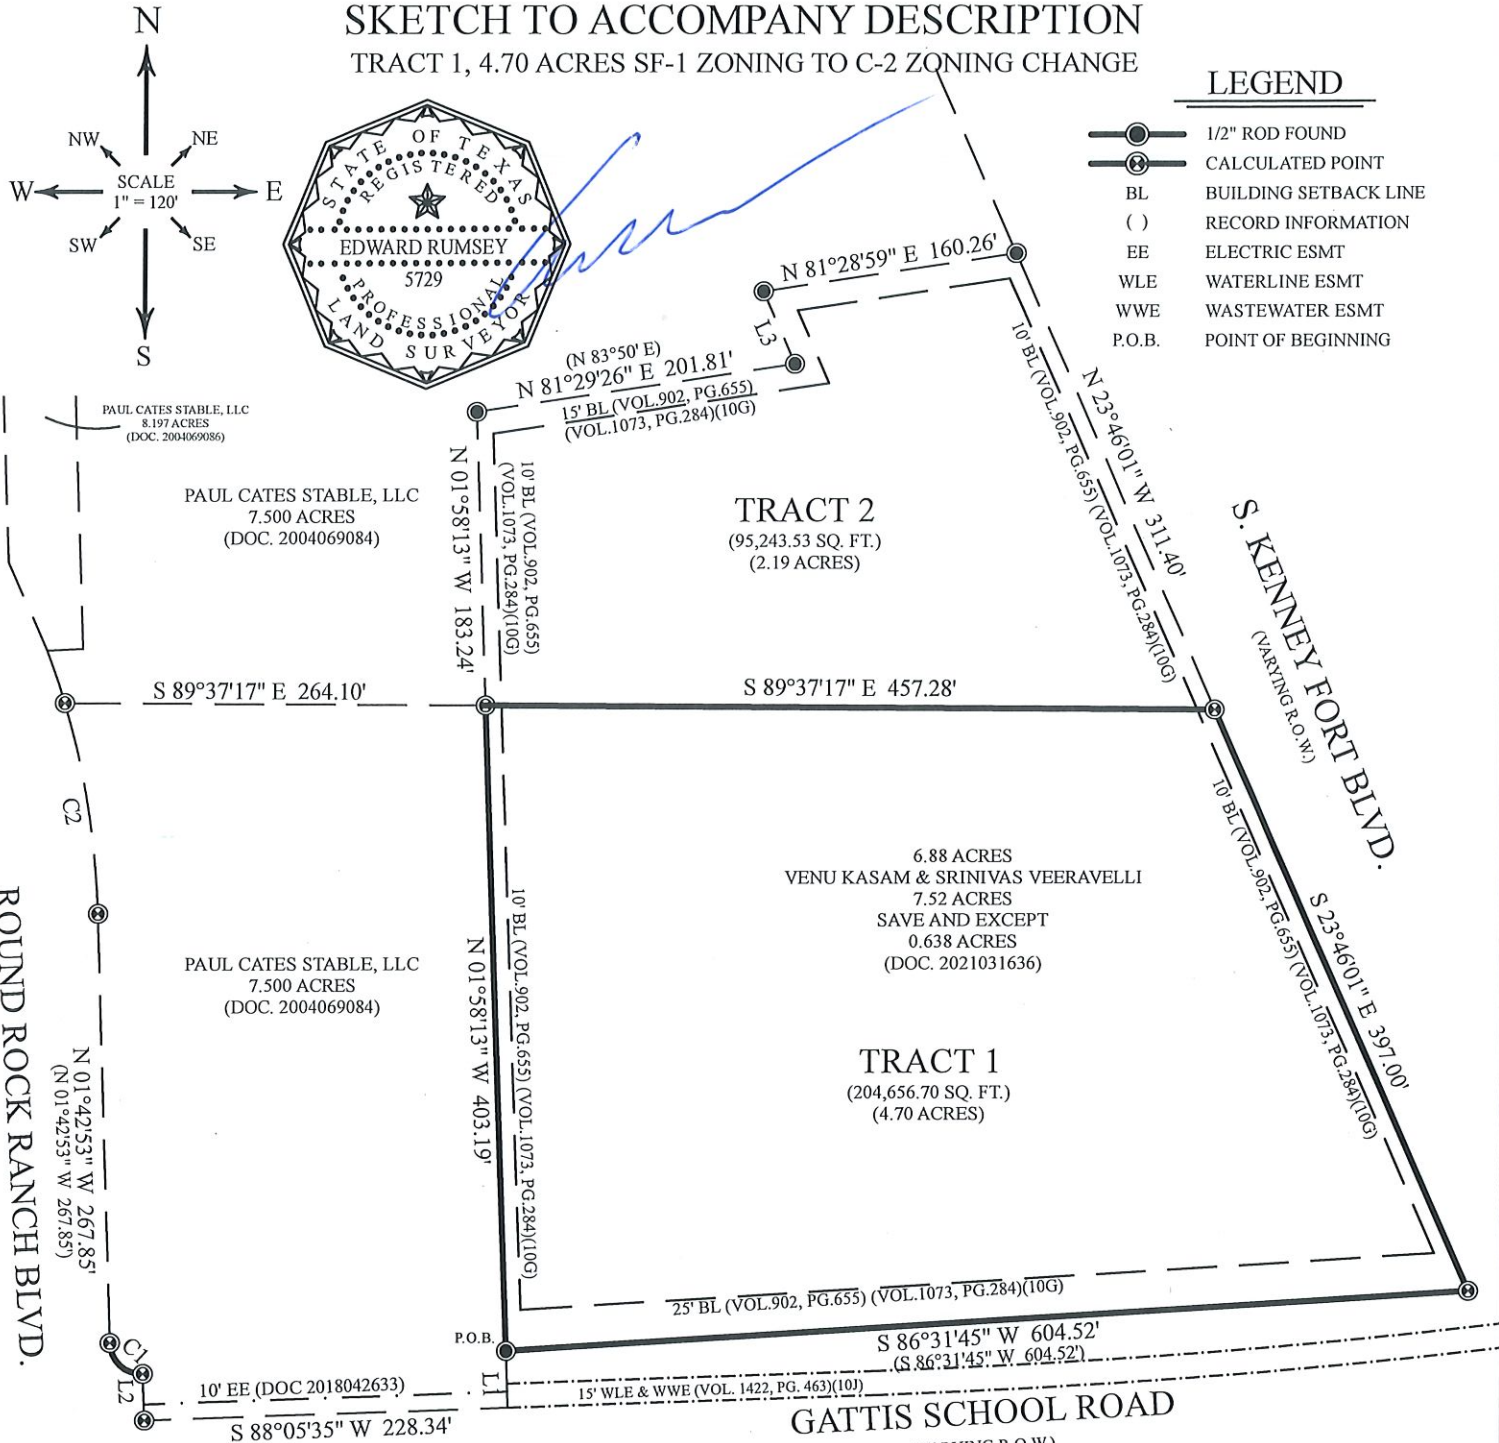 SKETCH TO ACCOMPANY DESCRIPTION
TRACT 1, 4.70 ACRES SF-1 ZONING TO C-2 ZONING CHANGE
N
NW
NE
W
SCALE
1" = 120'
E
SW
SE
S
STATE OF TEXAS
REGISTERED
EDWARD RUMSEY
5729
PROFESSIONAL
LAND SURVEYOR
LEGEND
1/2" ROD FOUND
CALCULATED POINT
BL BUILDING SETBACK LINE
( ) RECORD INFORMATION
EE ELECTRIC ESMT
WLE WATERLINE ESMT
WWE WASTEWATER ESMT
P.O.B. POINT OF BEGINNING
N 81°28'59" E 160.26'
L3
(N 83°50' E)
N 81°29'26" E 201.81'
15' BL (VOL.902, PG.655)
(VOL.1073, PG.284)(10G)
PAUL CATES STABLE, LLC
8.197 ACRES
(DOC. 2004069086)
PAUL CATES STABLE, LLC
7.500 ACRES
(DOC. 2004069084)
N 01°58'13" W 183.24'
10' BL (VOL.902, PG.655)
(VOL.1073, PG.284)(10G)
TRACT 2
(95,243.53 SQ. FT.)
(2.19 ACRES)
10' BL (VOL.902, PG.655) (VOL.1073, PG.284)(10G)
N 23°46'01" W 311.40'
S. KENNEY FORT BLVD.
(VARYING R.O.W.)
S 89°37'17" E 264.10'
S 89°37'17" E 457.28'
C2
6.88 ACRES
VENU KASAM & SRINIVAS VEERAVELLI
7.52 ACRES
SAVE AND EXCEPT
0.638 ACRES
(DOC. 2021031636)
10' BL (VOL.902, PG.655) (VOL.1073, PG.284)(10G)
S 23°46'01" E 397.00'
ROUND ROCK RANCH BLVD.
PAUL CATES STABLE, LLC
7.500 ACRES
(DOC. 2004069084)
N 01°58'13" W 403.19'
10' BL (VOL.902, PG.655) (VOL.1073, PG.284)(10G)
TRACT 1
(204,656.70 SQ. FT.)
(4.70 ACRES)
N 01°42'53" W 267.85'
(N 01°42'53" W 267.85')
25' BL (VOL.902, PG.655) (VOL.1073, PG.284)(10G)
P.O.B.
S 86°31'45" W 604.52'
(S 86°31'45" W 604.52')
C1
L2
L1
10' EE (DOC 2018042633)
15' WLE & WWE (VOL. 1422, PG. 463)(10J)
S 88°05'35" W 228.34'
GATTIS SCHOOL ROAD